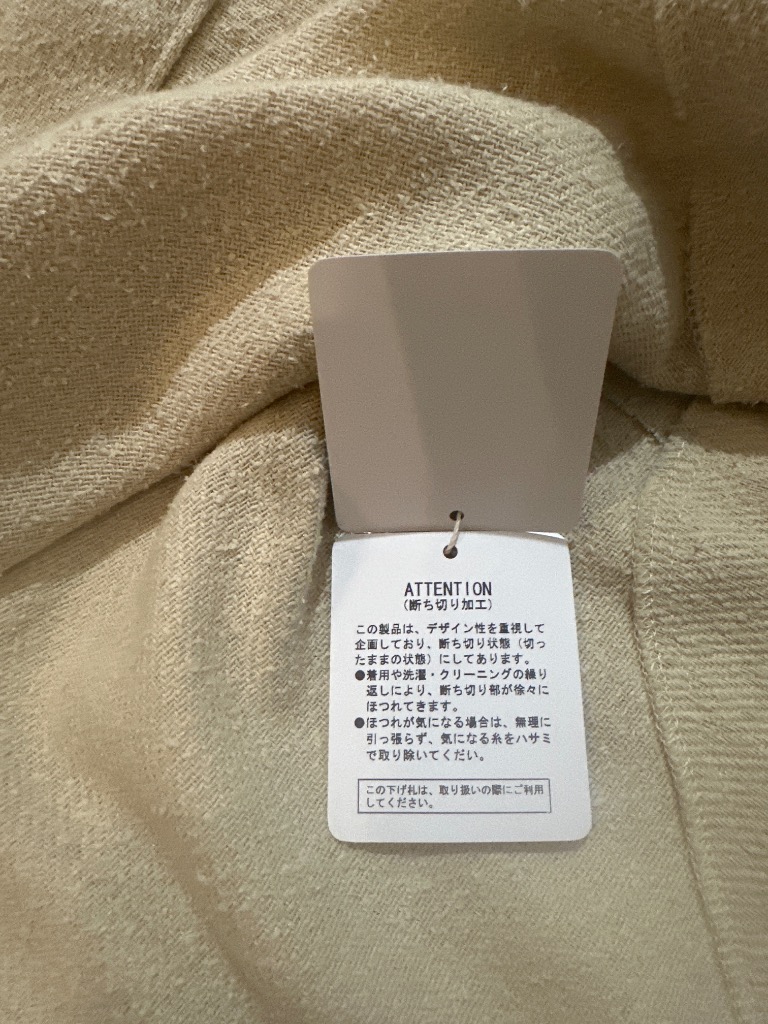 ATTENTION
(断ち切り加工)
この製品は、デザイン性を重視して
企画しており、断ち切り状態(切っ
たままの状態)にしてあります。
●着用や洗濯・クリーニングの繰り
返しにより、断ち切り部が徐々に
ほつれてきます。
●ほつれが気になる場合は、無理に
引っ張らず、気になる糸をハサミ
で取り除いてくだい。
この下げ札は、取り扱いの際にご利用
してください。